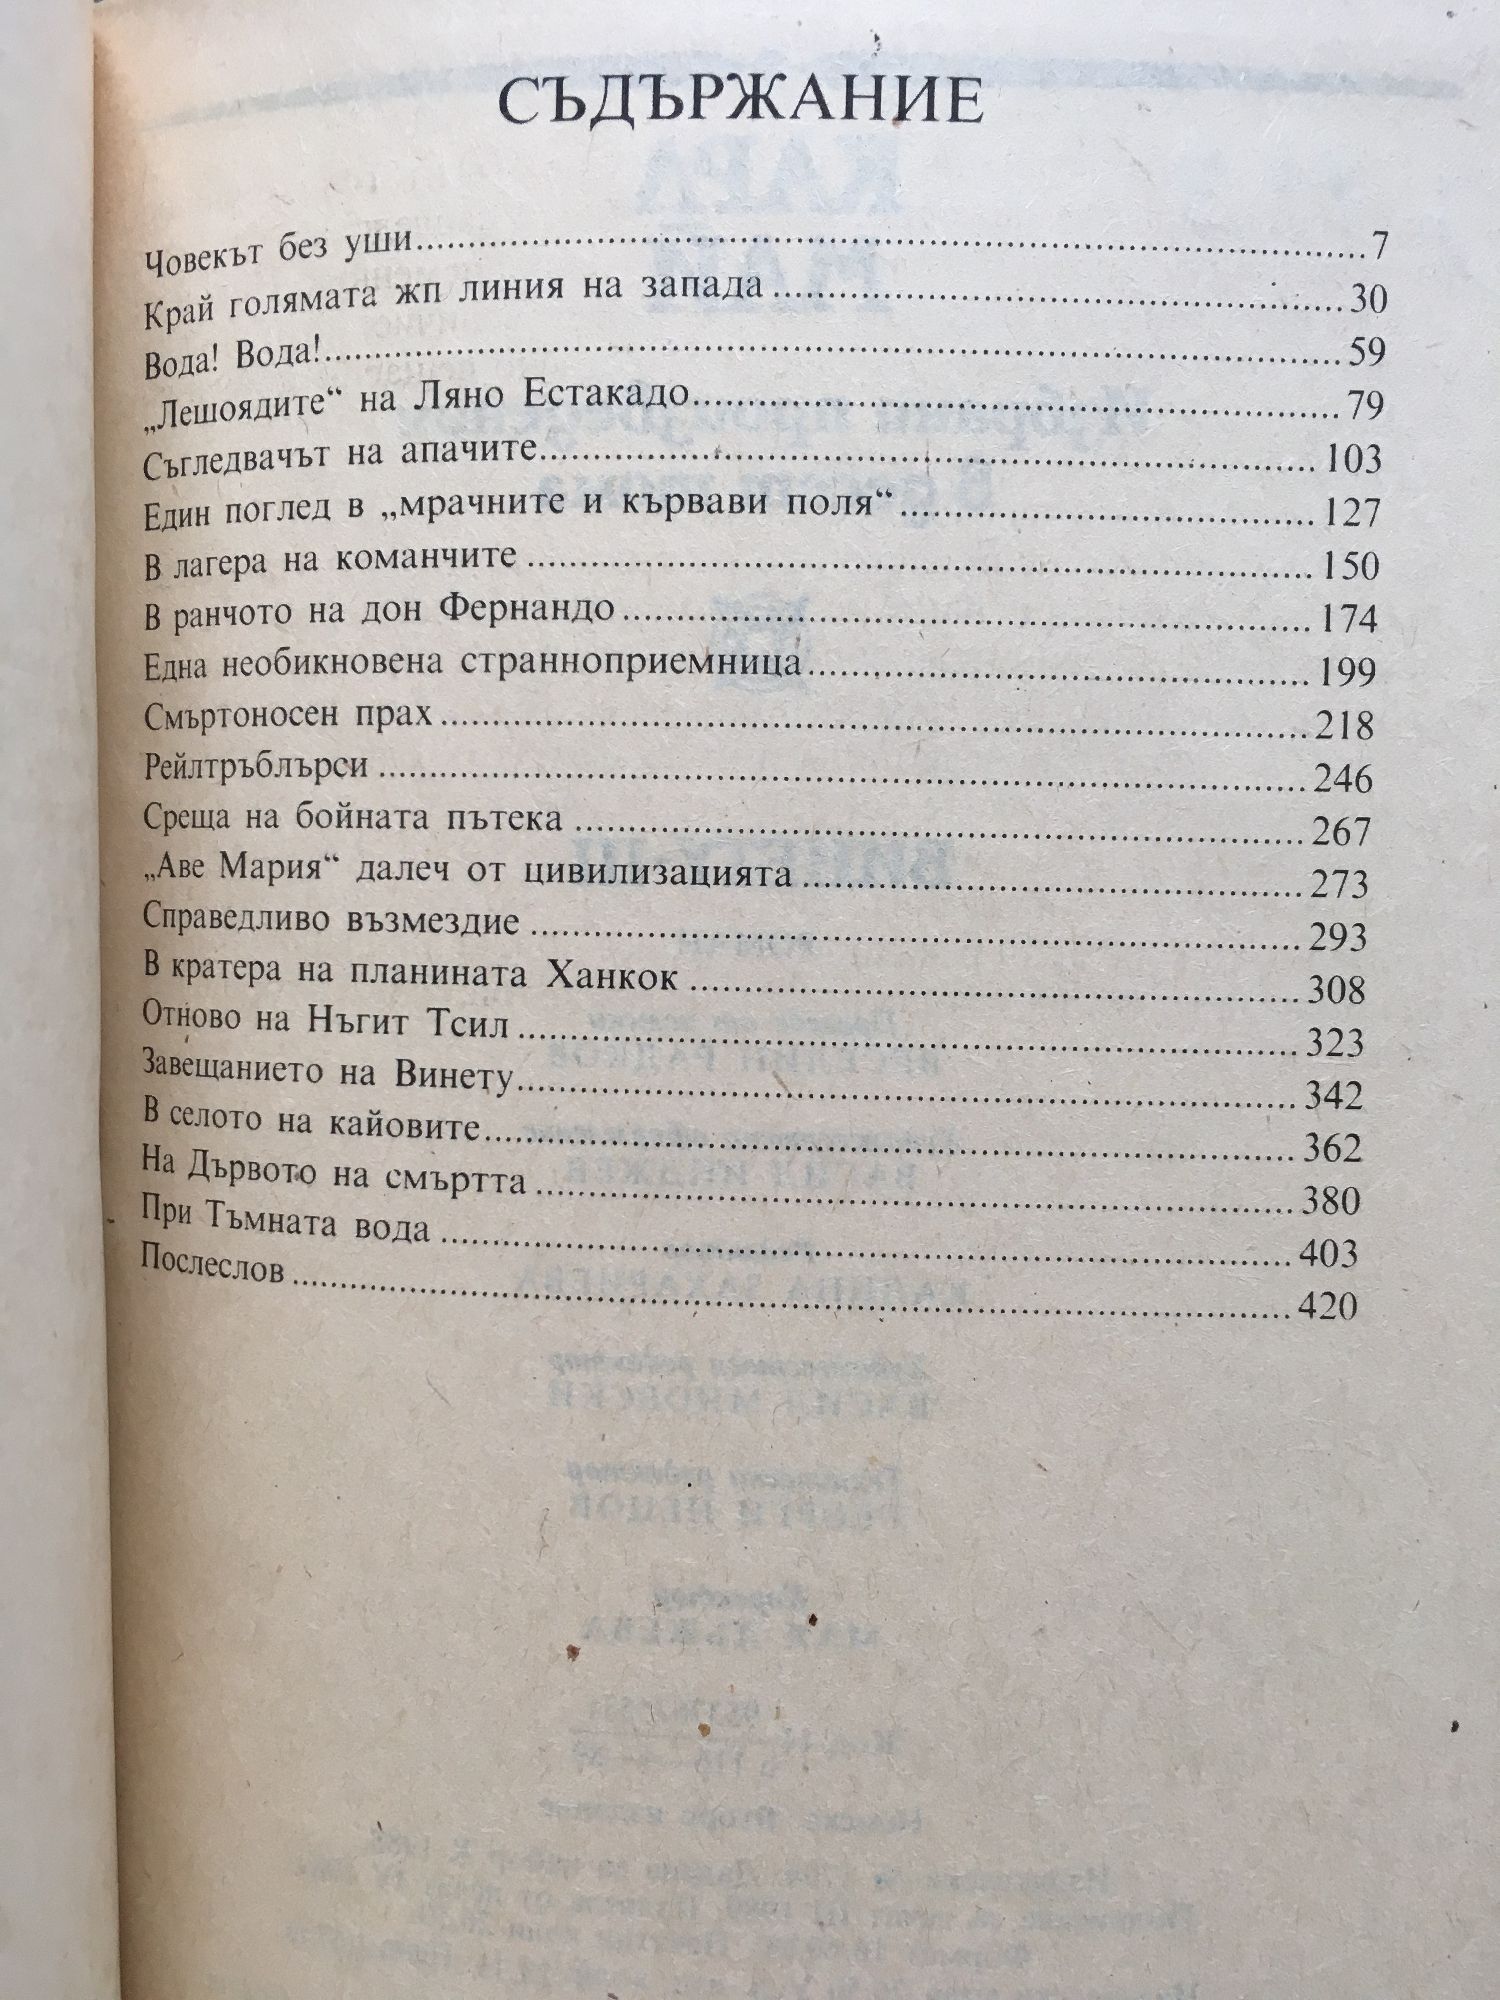 СЪДЪРЖАНИЕ
Човекът без уши.....7
Край голямата жп линия на запада.....30
Вода! Вода!.....59
„Лешоядите“ на Ляно Естакадо.....79
Съгледвачът на апачите.....103
Един поглед в „мрачните и кървави поля“.....127
В лагера на команчите.....150
В ранчото на дон Фернандо.....174
Една необикновена странноприемница.....199
Смъртоносен прах.....218
Рейлтръблърси.....246
Среща на бойната пътека.....267
„Аве Мария“ далеч от цивилизацията.....273
Справедливо възмездие.....293
В кратера на планината Ханкок.....308
Отново на Нъгит Тсил.....323
Завещанието на Винету.....342
В селото на кайовите.....362
На Дървото на смъртта.....380
При Тъмната вода.....403
Послеслов.....420